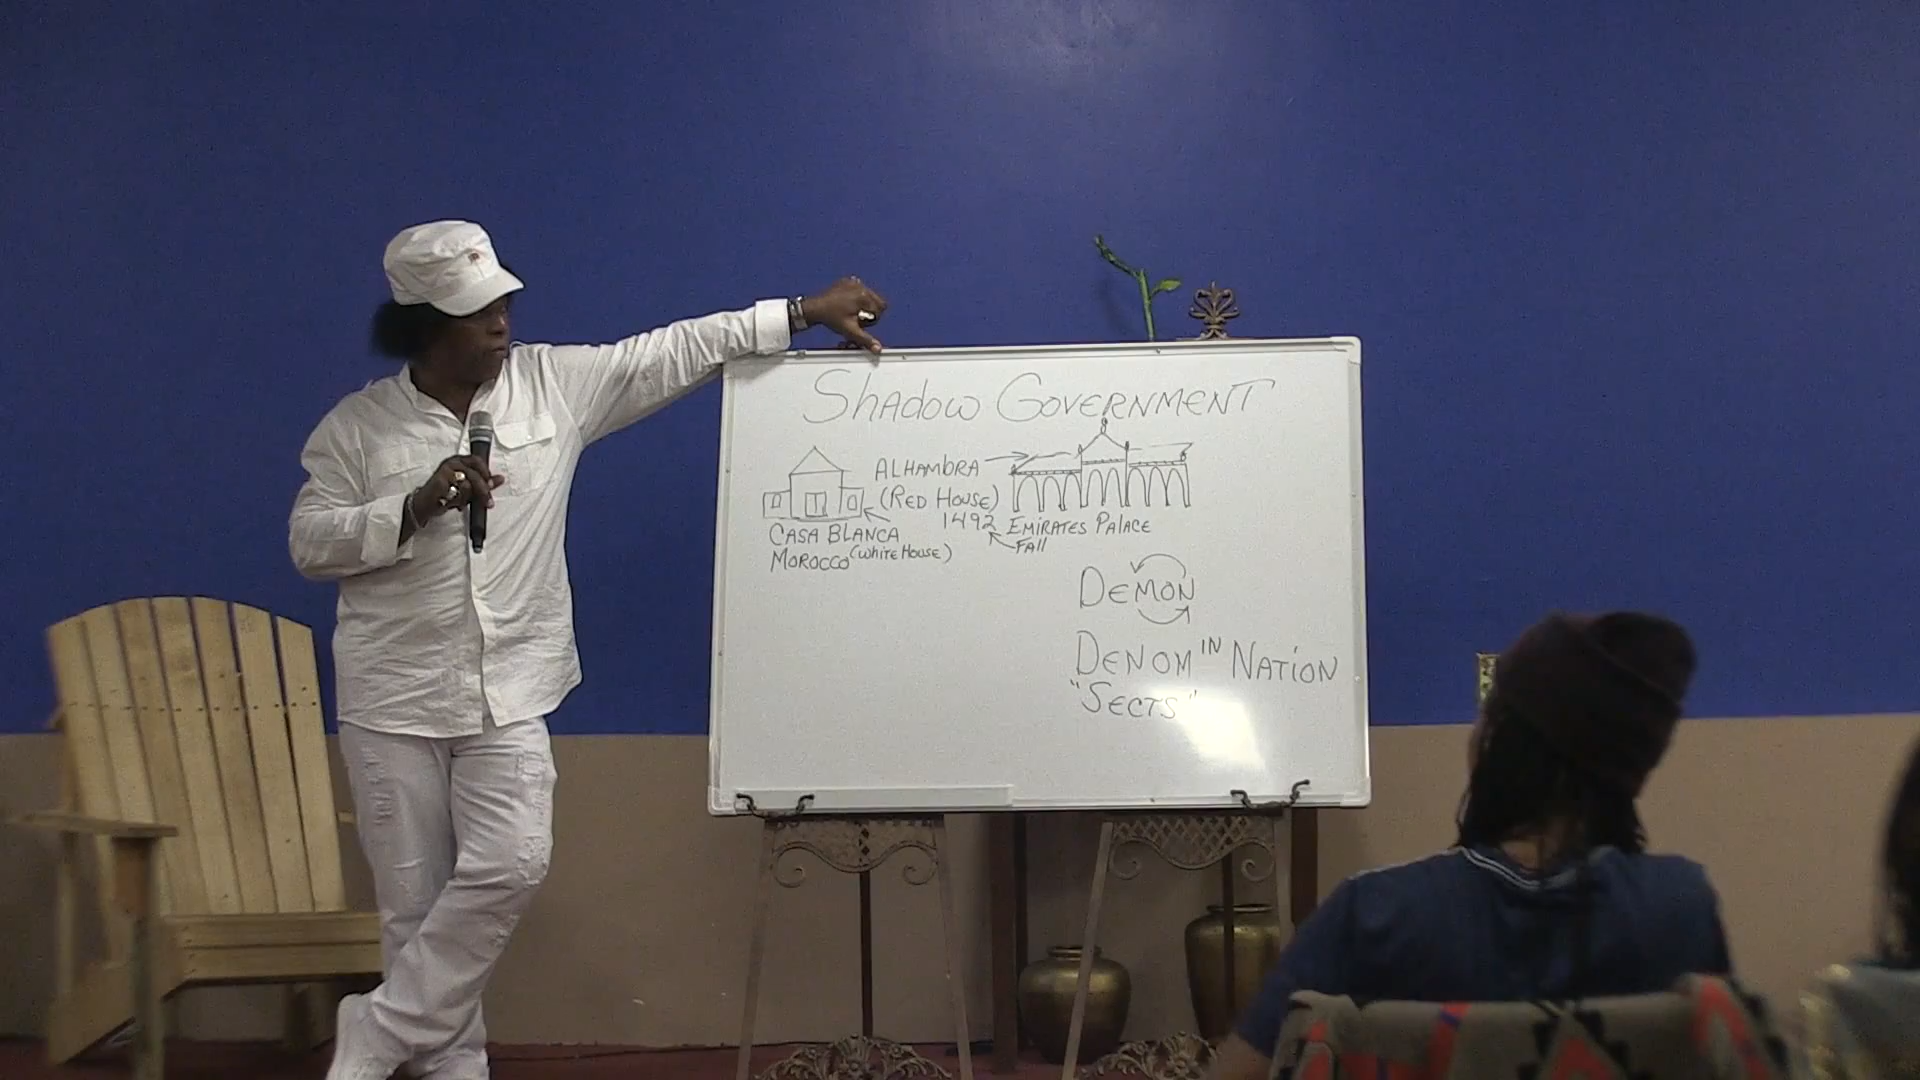 Shadow Government
ALHAMBRA
(RED HOUSE)
1492
EMIRATES PALACE
FAll
CASA BLANCA
MOROCCO (WHITE HOUSE)
DEMON
DENOM IN NATION
"SECTS"